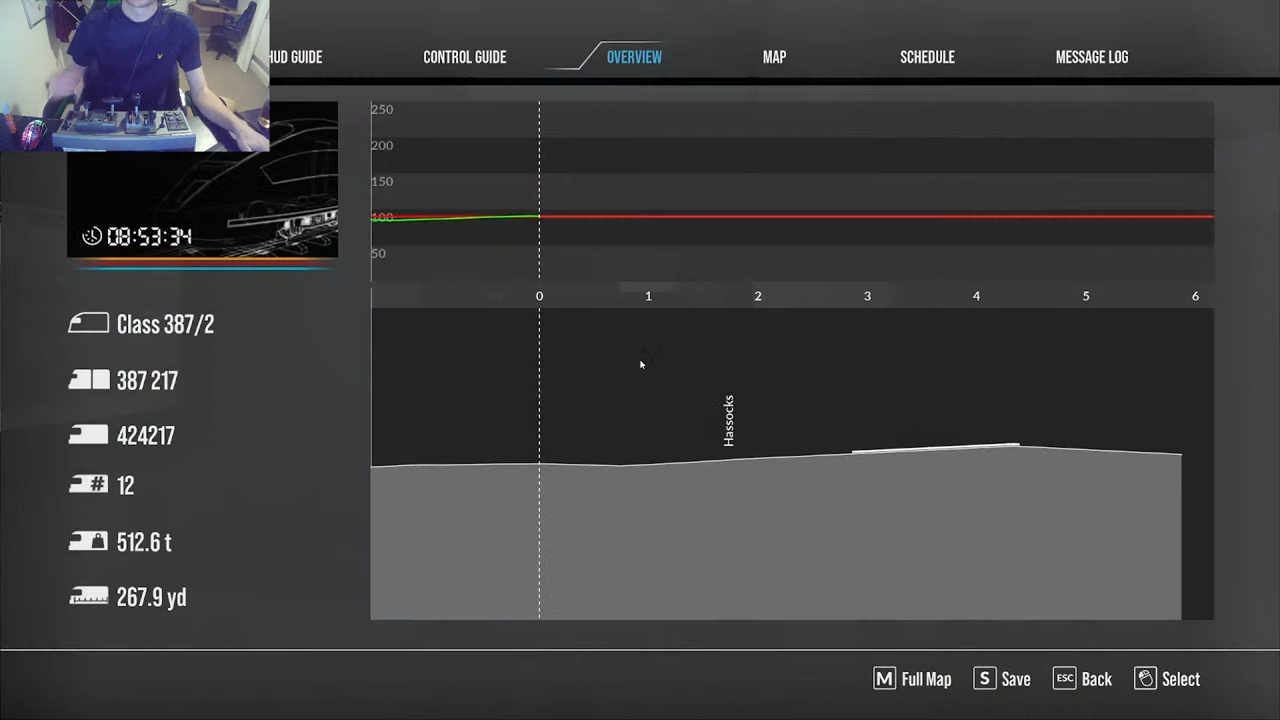 HUD GUIDE
CONTROL GUIDE
OVERVIEW
MAP
SCHEDULE
MESSAGE LOG
08:53:34
Class 387/2
387 217
424217
# 12
512.6 t
267.9 yd
250
200
150
100
50
0 1 2 3 4 5 6
Hassocks
M Full Map
S Save
ESC Back
Select